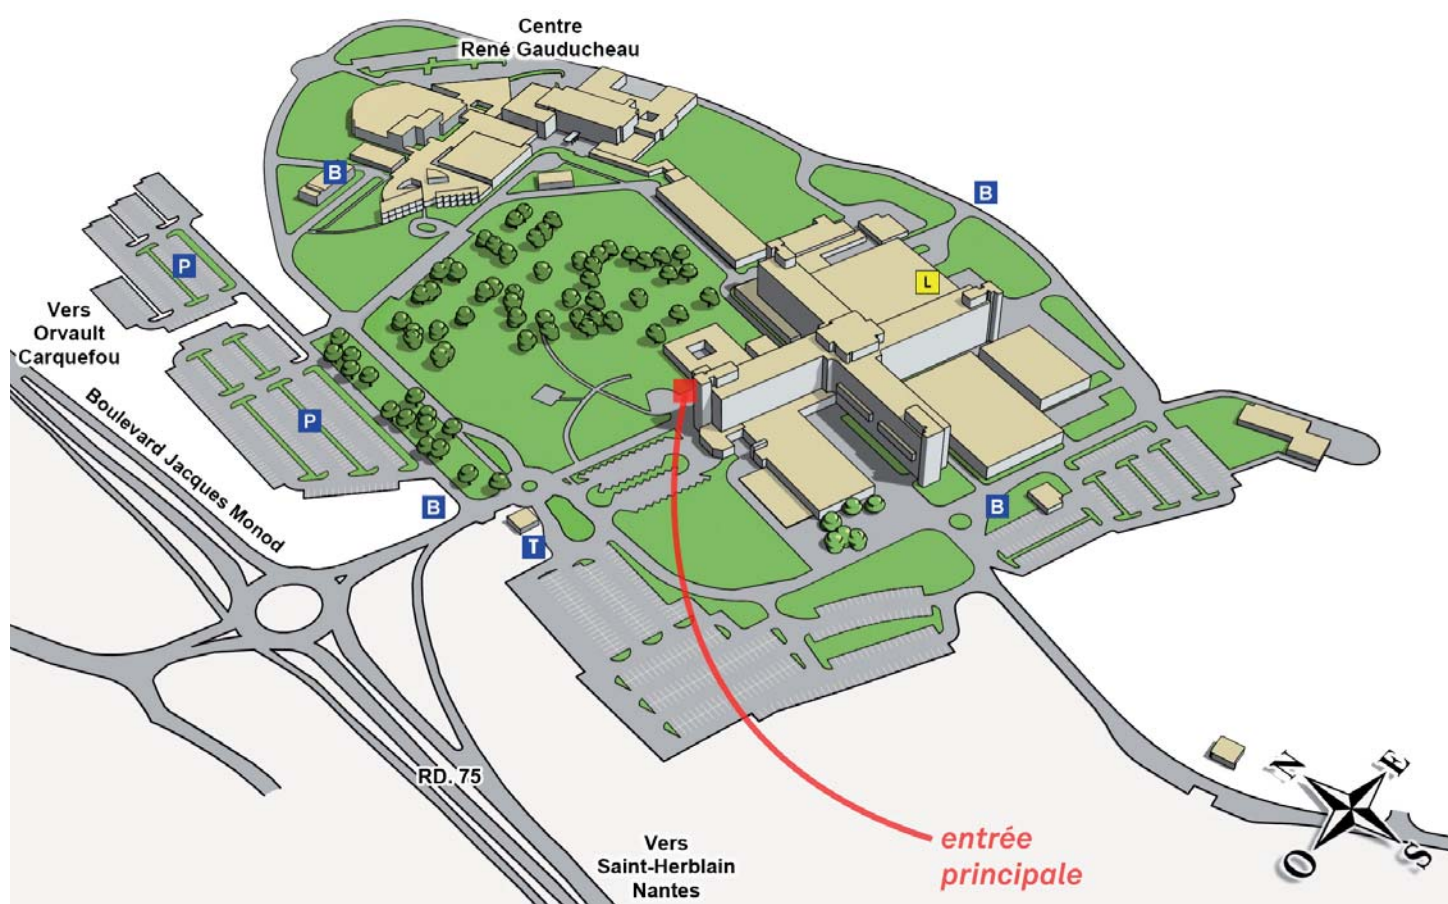 Centre
René Gauducheau
B
B
P
L
Vers
Orvault
Carquefou
Boulevard Jacques Monod
P
B
B
T
RD. 75
Vers
Saint-Herblain
Nantes
entrée
principale
N
E
O
S